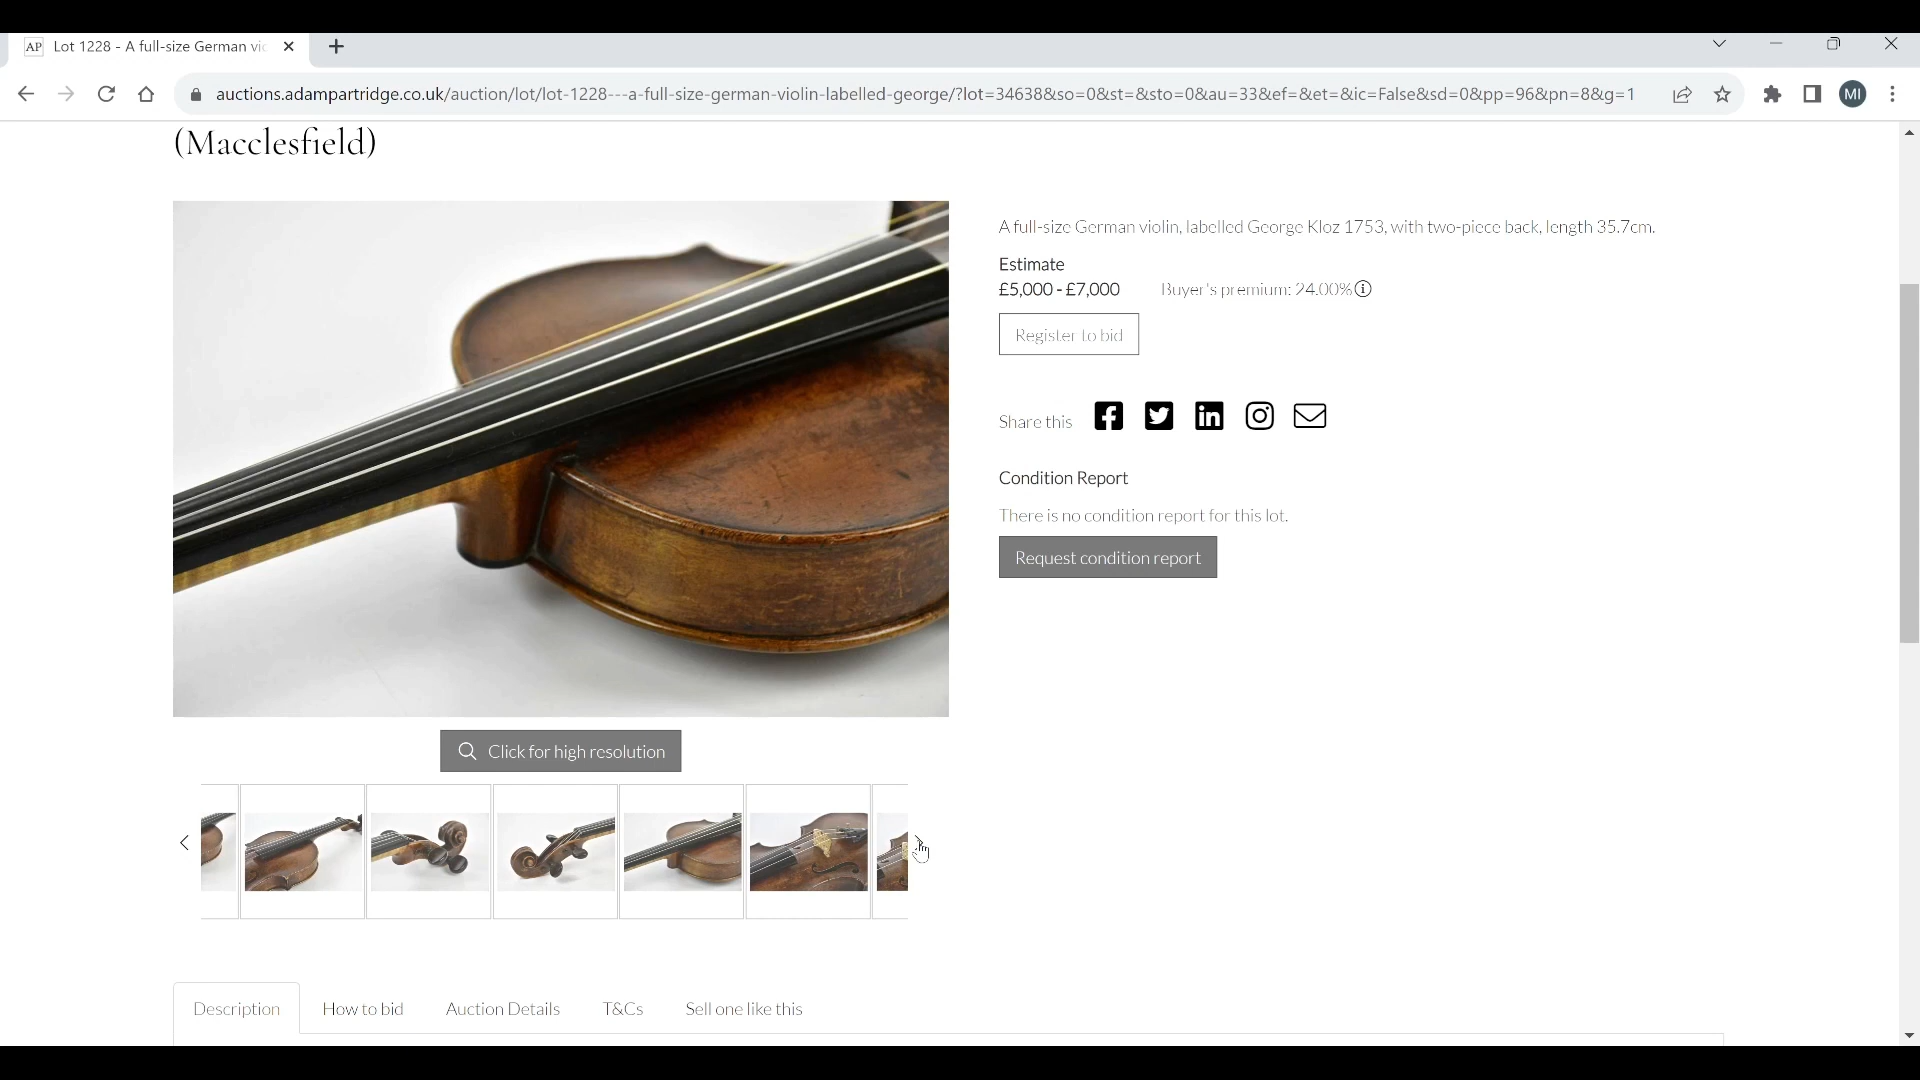 AP Lot 1228 - A full-size German vic
auctions.adampartridge.co.uk/auction/lot/lot-1228---a-full-size-german-violin-labelled-george/?lot=34638&so=0&st=&sto=0&au=33&ef=&et=&ic=False&sd=0&pp=96&pn=8&g=1
MI
(Macclesfield)
A full-size German violin, labelled George Kloz 1753, with two-piece back, length 35.7cm.
Estimate
£5,000 - £7,000 Buyer's premium: 24.00%
Register to bid
Share this
Condition Report
There is no condition report for this lot.
Request condition report
Click for high resolution
Description How to bid Auction Details T&Cs Sell one like this